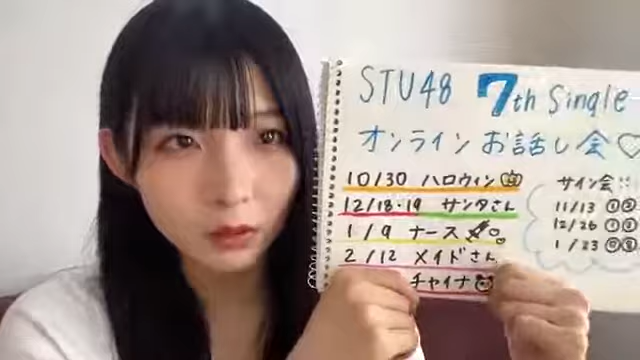 STU48 7th Single
オンラインお話し会♡
10/30 ハロウィン
12/18・19 サンタさん
1/9 ナース
2/12 メイドさん
チャイナ
サイン会
11/13 ①②
12/26 ①②
1/23